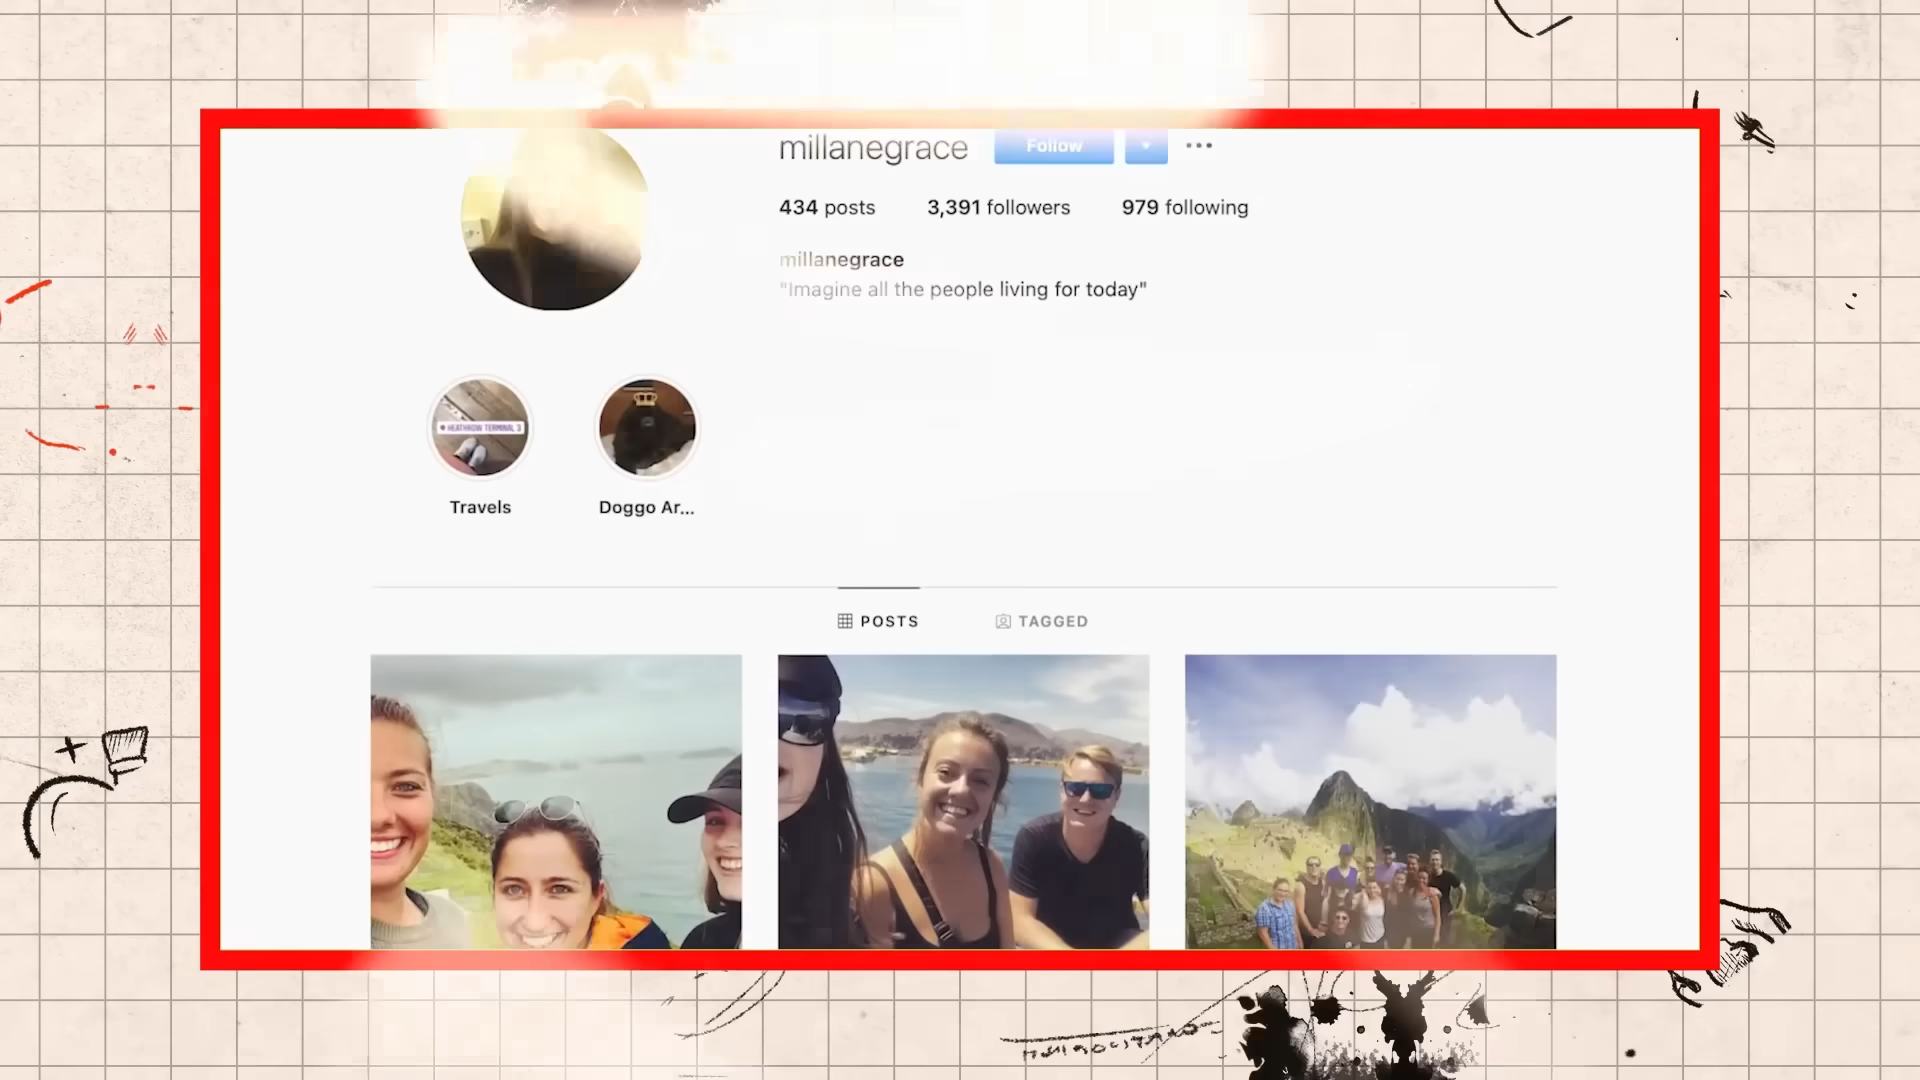 millanegrace Follow
434 posts 3,391 followers 979 following
millanegrace
"Imagine all the people living for today"
HEATHROW TERMINAL 3
Travels Doggo Ar...
POSTS TAGGED